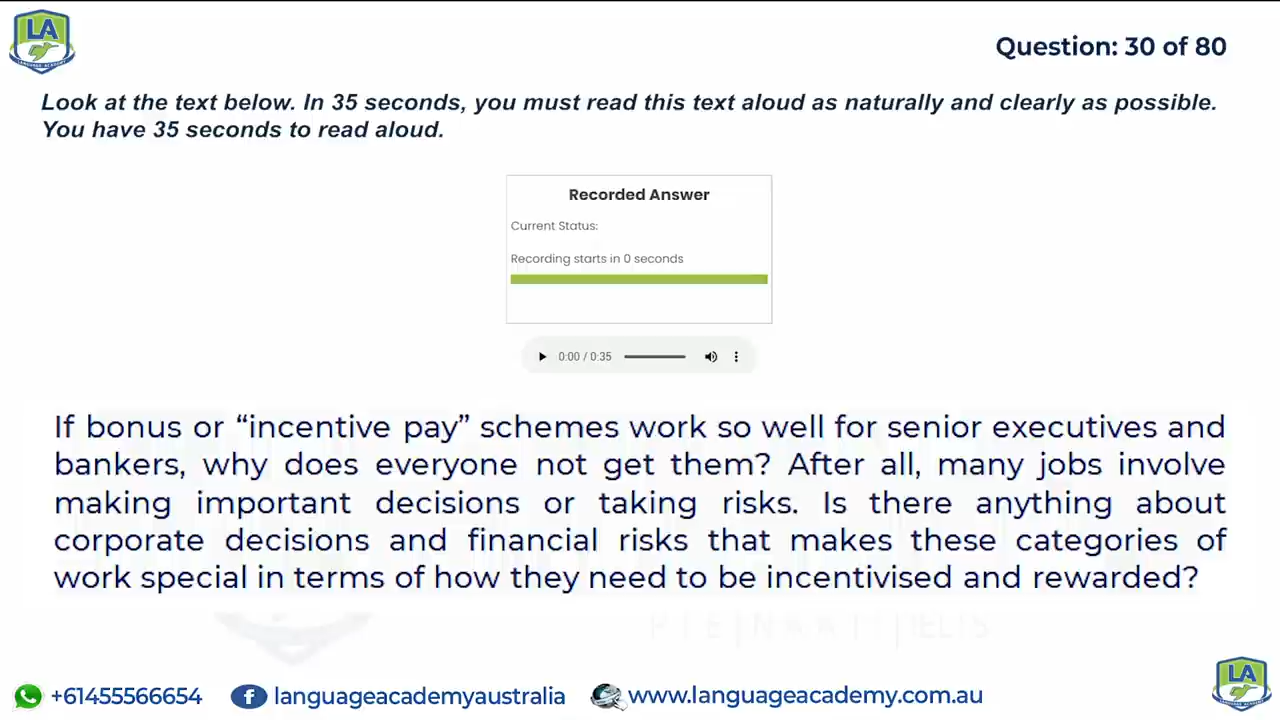 LA
LANGUAGE ACADEMY
Question: 30 of 80
Look at the text below. In 35 seconds, you must read this text aloud as naturally and clearly as possible.
You have 35 seconds to read aloud.
Recorded Answer
Current Status:
Recording starts in 0 seconds
0:00 / 0:35
If bonus or “incentive pay” schemes work so well for senior executives and
bankers, why does everyone not get them? After all, many jobs involve
making important decisions or taking risks. Is there anything about
corporate decisions and financial risks that makes these categories of
work special in terms of how they need to be incentivised and rewarded?
+61455566654
languageacademyaustralia
www.languageacademy.com.au
LA